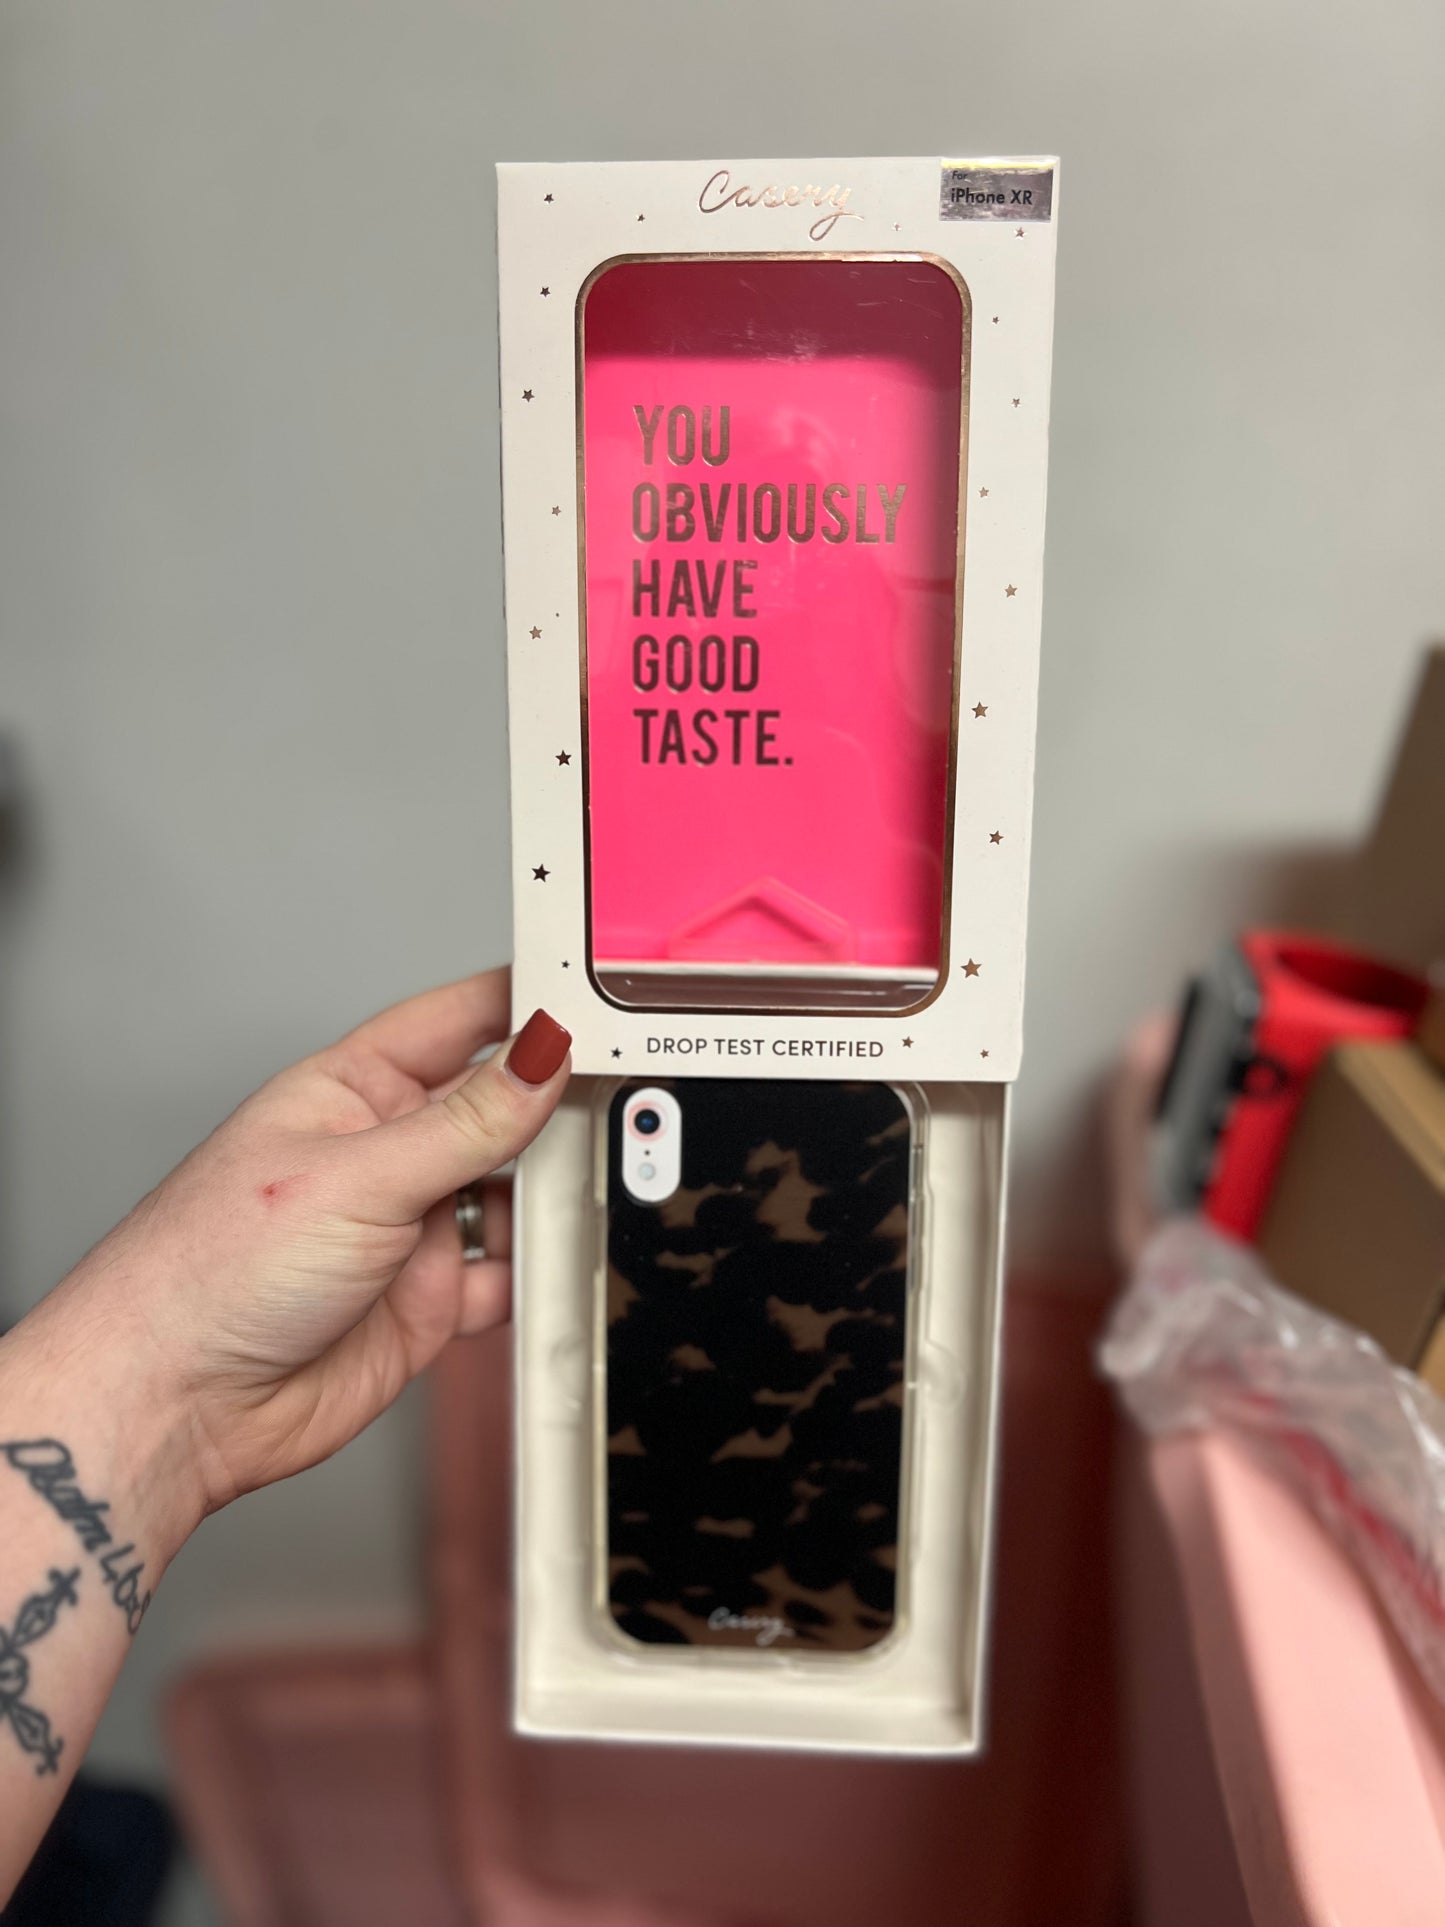 Casery
For
iPhone XR
YOU
OBVIOUSLY
HAVE
GOOD
TASTE.
DROP TEST CERTIFIED
Casery